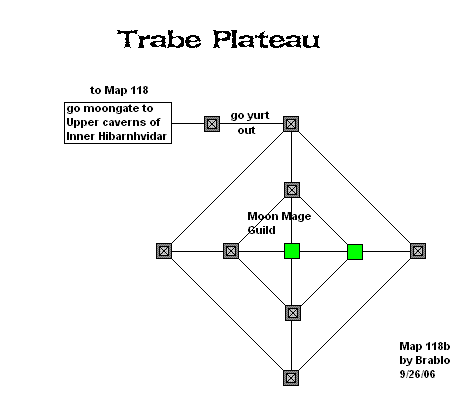 Trabe Plateau
to Map 118
go moongate to
Upper caverns of
Inner Hibarnhvidar
go yurt
out
Moon Mage
Guild
Map 118b
by Brablo
9/26/06